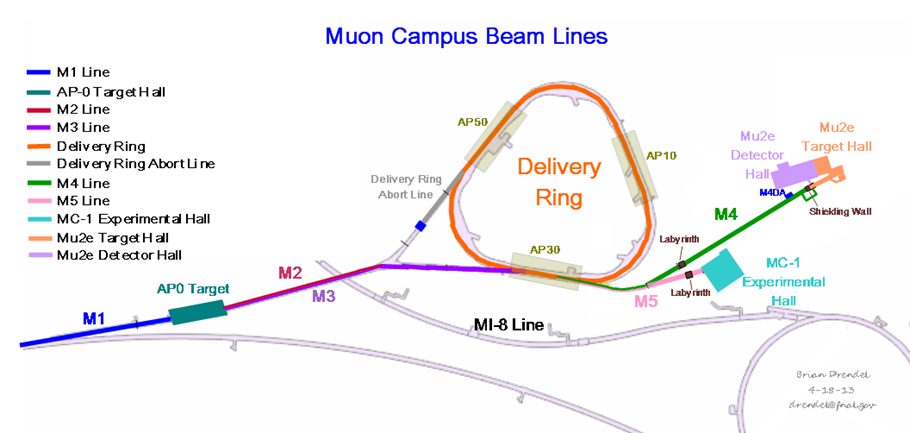 Muon Campus Beam Lines
M1 Line
AP-0 Target Hall
M2 Line
M3 Line
Delivery Ring
Delivery Ring Abort Line
M4 Line
M5 Line
MC-1 Experimental Hall
Mu2e Target Hall
Mu2e Detector Hall
AP50
Delivery Ring
Abort Line
Delivery
Ring
AP10
AP30
Mu2e
Detector
Hall
Mu2e
Target Hall
M4DA
Shielding Wall
M4
Labyrinth
M5
Labyrinth
MC-1
Experimental
Hall
M2
M3
AP0 Target
M1
MI-8 Line
Brian Drendel
4-18-13
drendel@fnal.gov